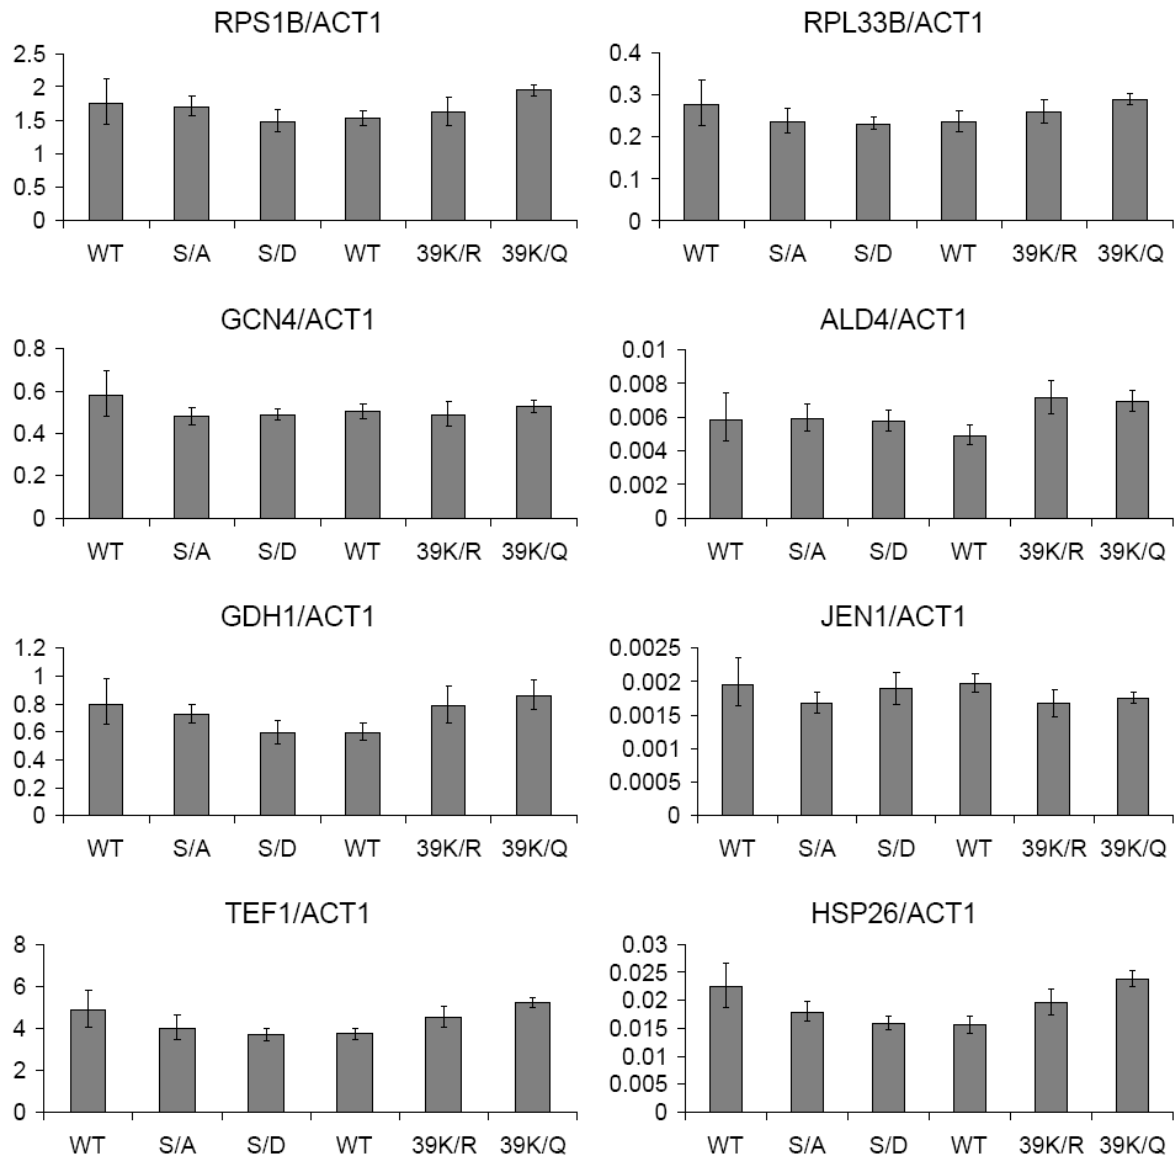 RPS1B/ACT1
2.5
2
1.5
1
0.5
0
WT S/A S/D WT 39K/R 39K/Q
RPL33B/ACT1
0.4
0.3
0.2
0.1
0
WT S/A S/D WT 39K/R 39K/Q
GCN4/ACT1
0.8
0.6
0.4
0.2
0
WT S/A S/D WT 39K/R 39K/Q
ALD4/ACT1
0.01
0.008
0.006
0.004
0.002
0
WT S/A S/D WT 39K/R 39K/Q
GDH1/ACT1
1.2
1
0.8
0.6
0.4
0.2
0
WT S/A S/D WT 39K/R 39K/Q
JEN1/ACT1
0.0025
0.002
0.0015
0.001
0.0005
0
WT S/A S/D WT 39K/R 39K/Q
TEF1/ACT1
8
6
4
2
0
WT S/A S/D WT 39K/R 39K/Q
HSP26/ACT1
0.03
0.025
0.02
0.015
0.01
0.005
0
WT S/A S/D WT 39K/R 39K/Q